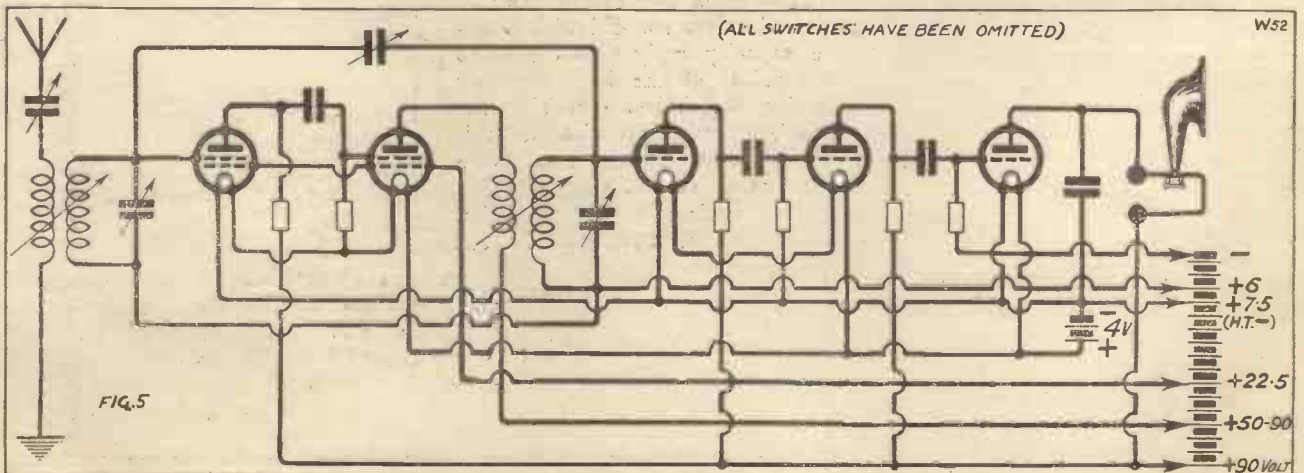 (ALL SWITCHES HAVE BEEN OMITTED)
W52
-
+6
+7.5
(H.T.-)
- 4V
+
+22.5
+50-90
+90 VOLT
FIG.5